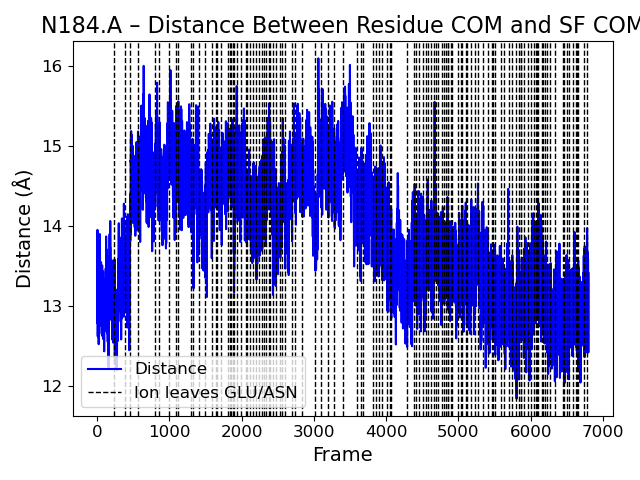 N184.A – Distance Between Residue COM and SF COM
Distance (Å)
16
15
14
13
12
Distance
Ion leaves GLU/ASN
0 1000 2000 3000 4000 5000 6000 7000
Frame